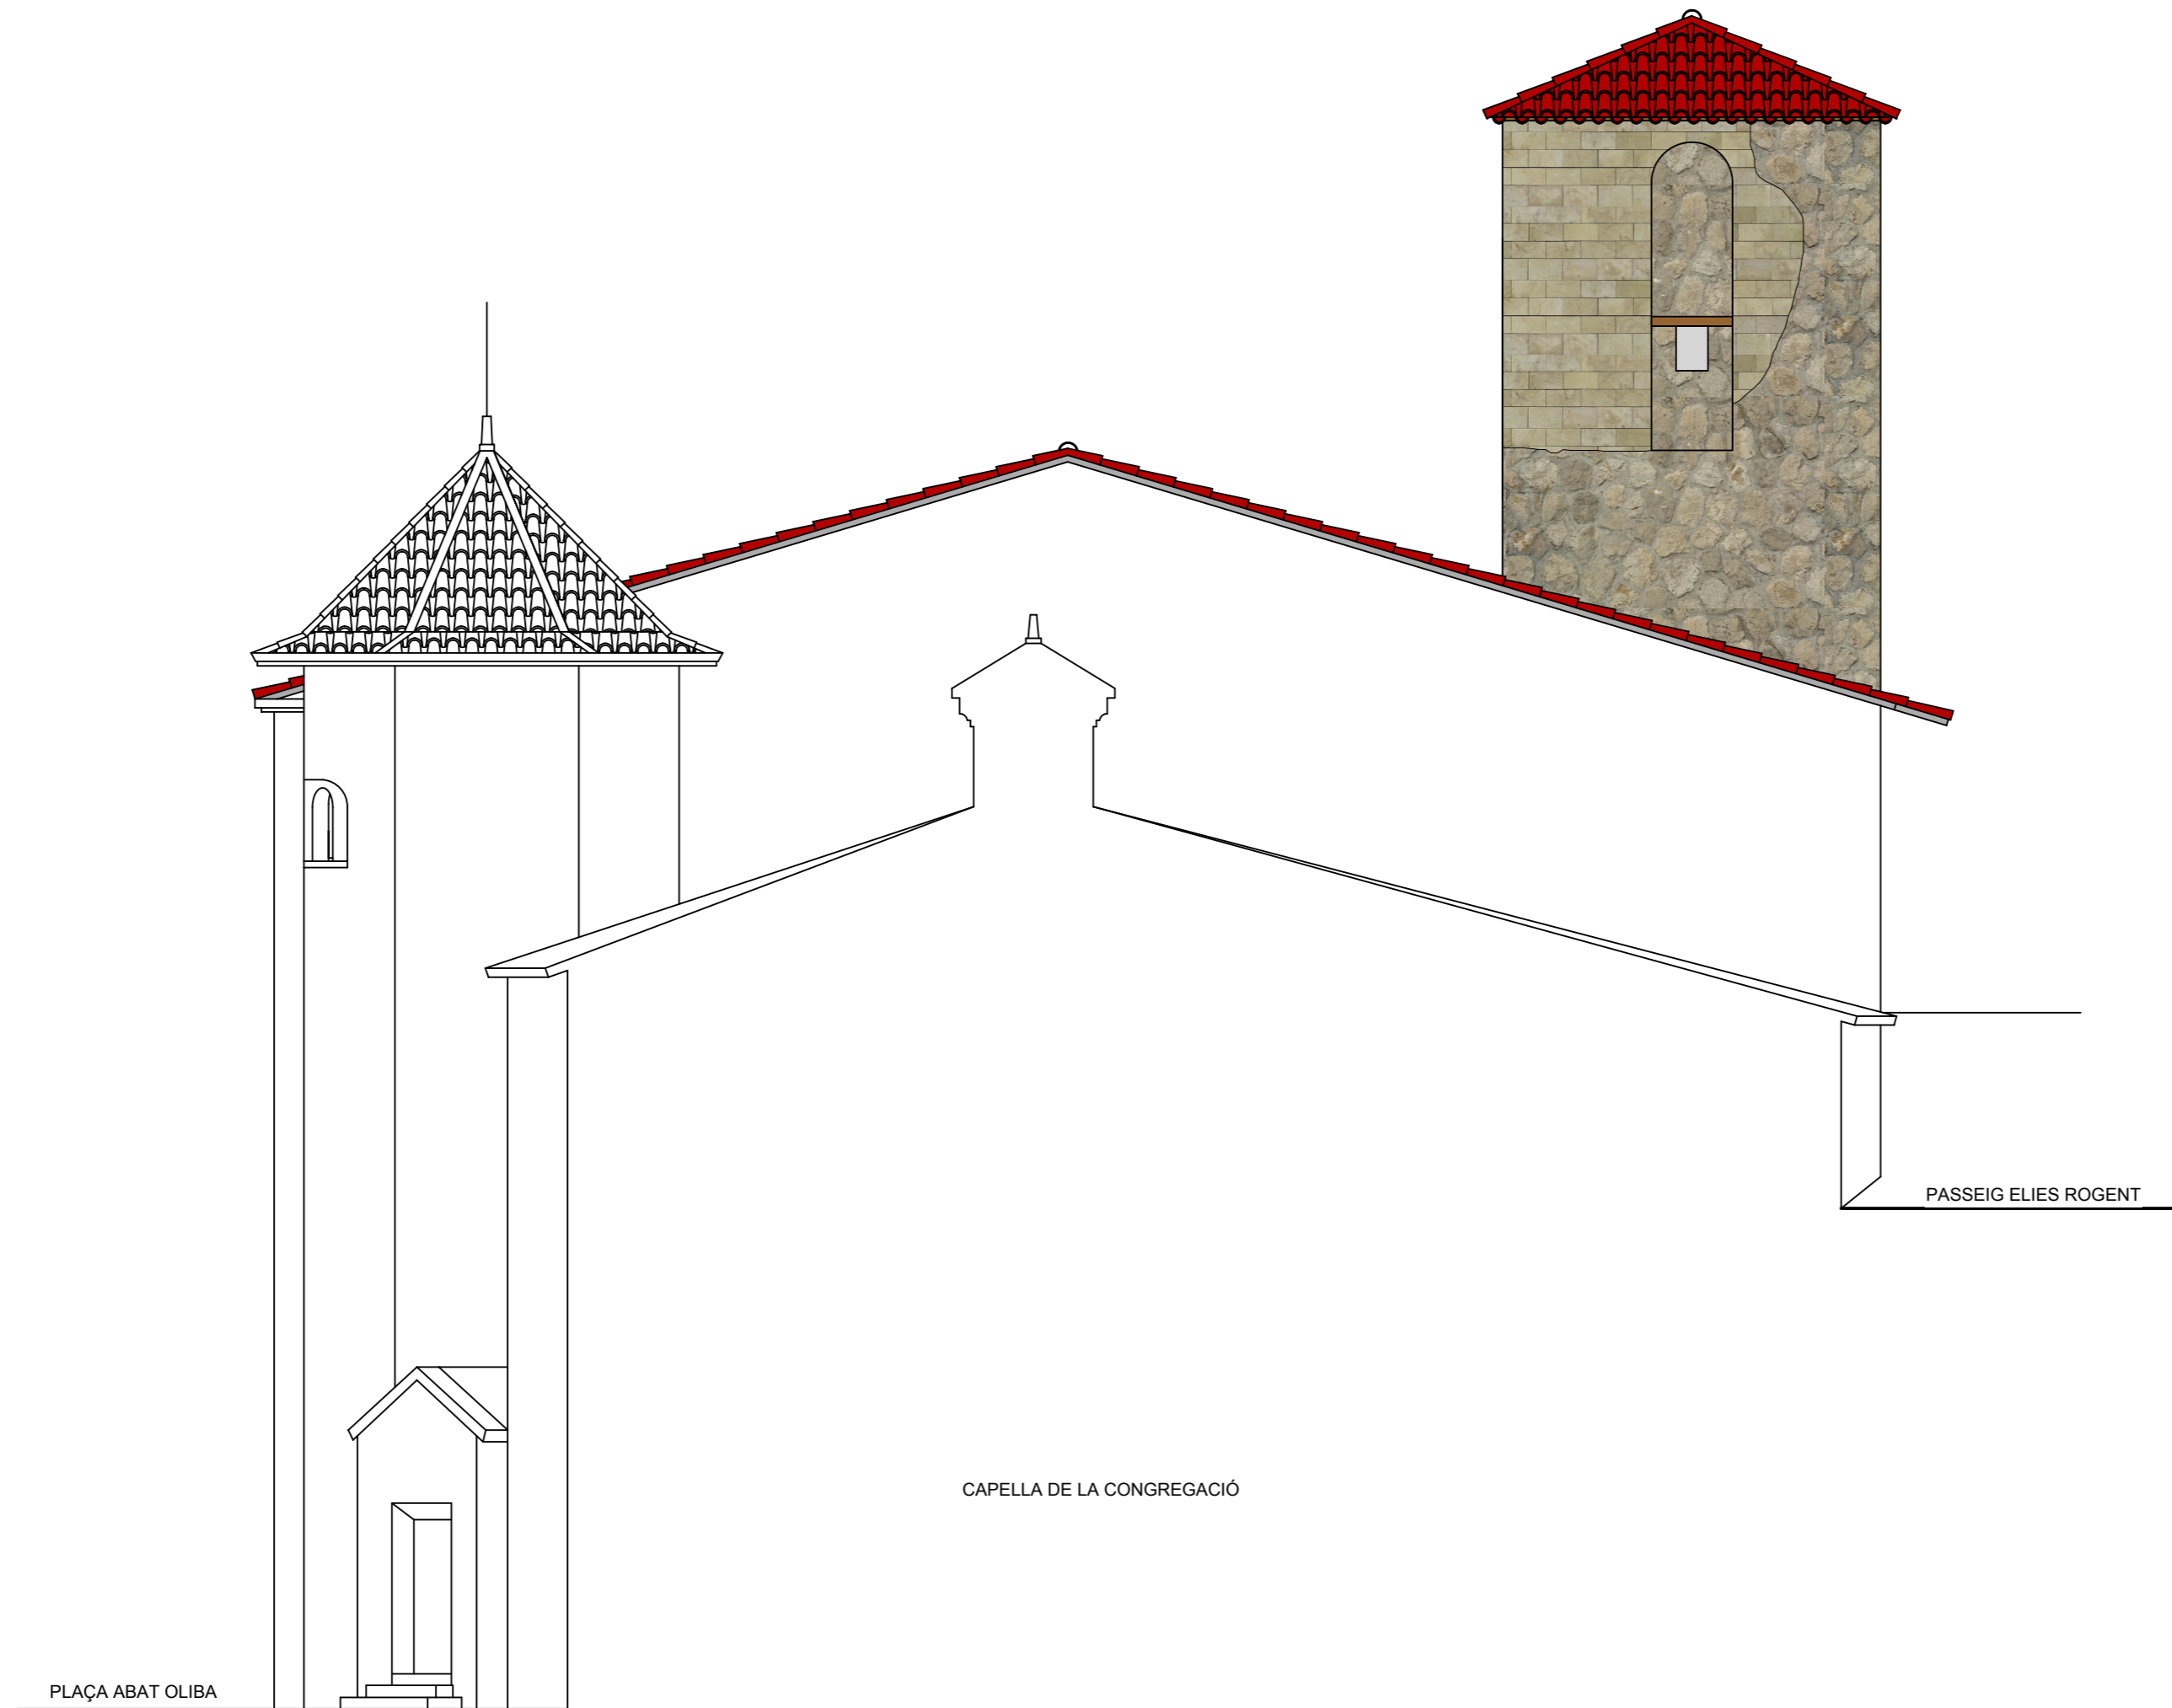 PASSEIG ELIES ROGENT
CAPELLA DE LA CONGREGACIÓ
PLAÇA ABAT OLIBA